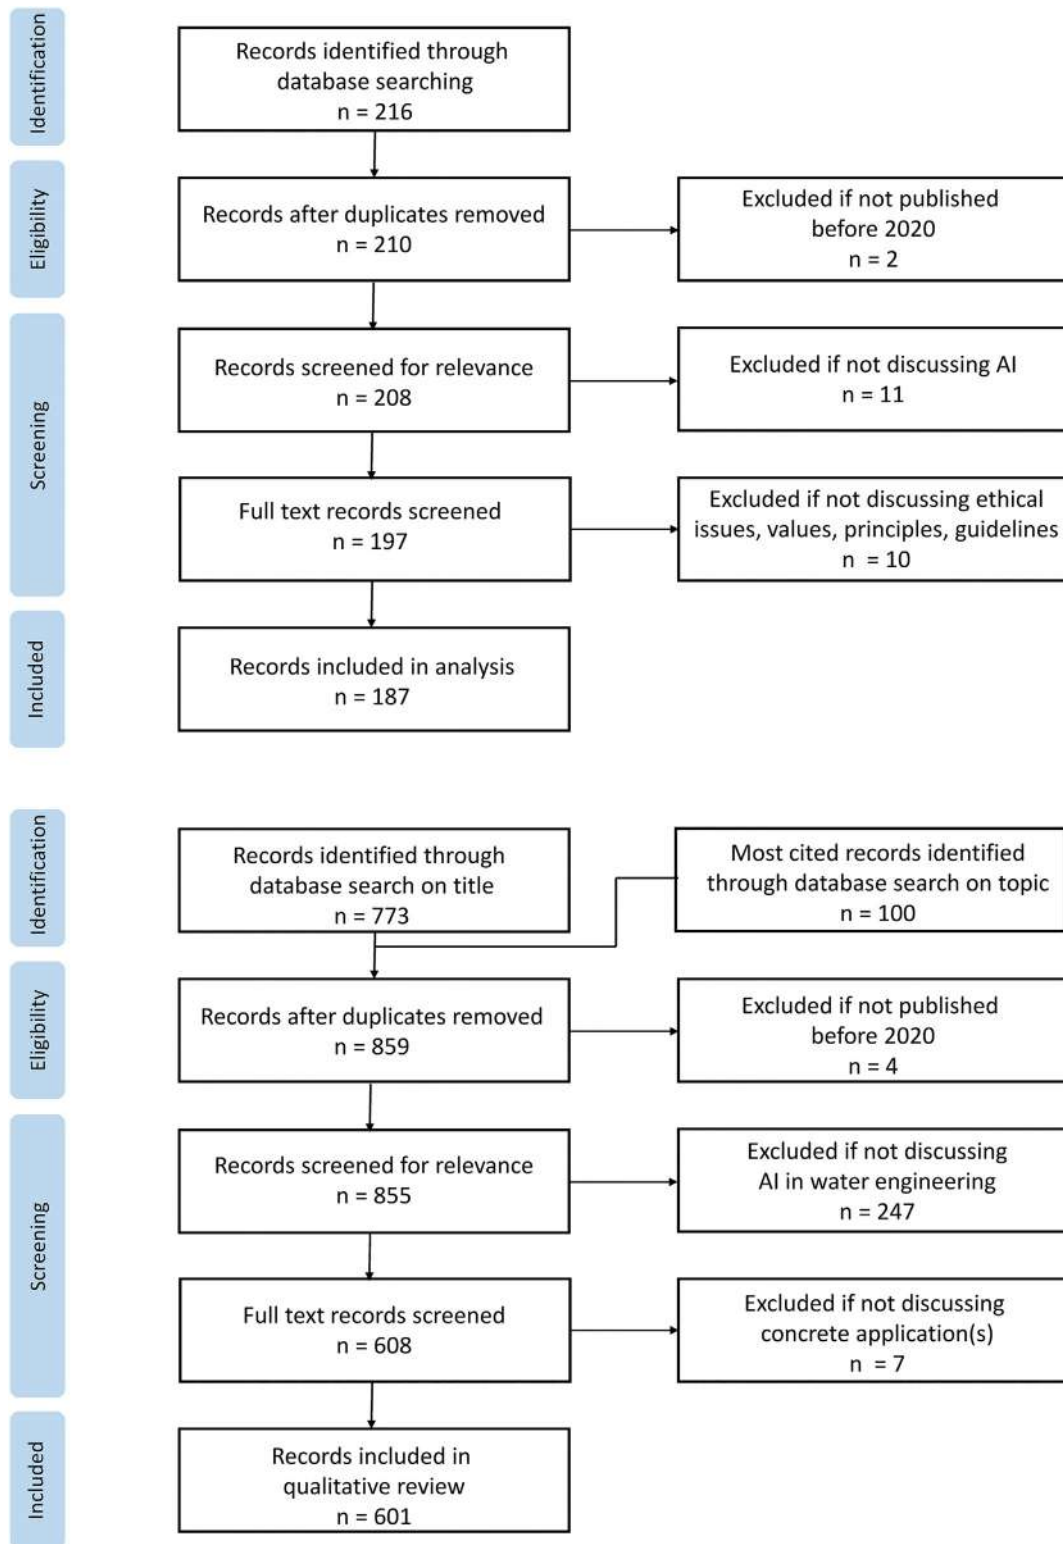 Identification
Records identified through
database searching
n = 216
Eligibility
Records after duplicates removed
n = 210
Excluded if not published
before 2020
n = 2
Screening
Records screened for relevance
n = 208
Excluded if not discussing AI
n = 11
Full text records screened
n = 197
Excluded if not discussing ethical
issues, values, principles, guidelines
n = 10
Included
Records included in analysis
n = 187
Identification
Records identified through
database search on title
n = 773
Most cited records identified
through database search on topic
n = 100
Eligibility
Records after duplicates removed
n = 859
Excluded if not published
before 2020
n = 4
Screening
Records screened for relevance
n = 855
Excluded if not discussing
AI in water engineering
n = 247
Full text records screened
n = 608
Excluded if not discussing
concrete application(s)
n = 7
Included
Records included in
qualitative review
n = 601